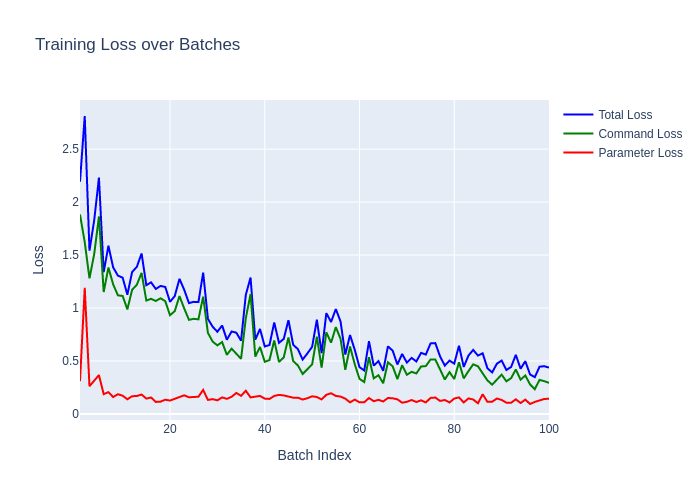 Training Loss over Batches
Total Loss
Command Loss
Parameter Loss
Loss
2.5
2
1.5
1
0.5
0
20
40
60
80
100
Batch Index